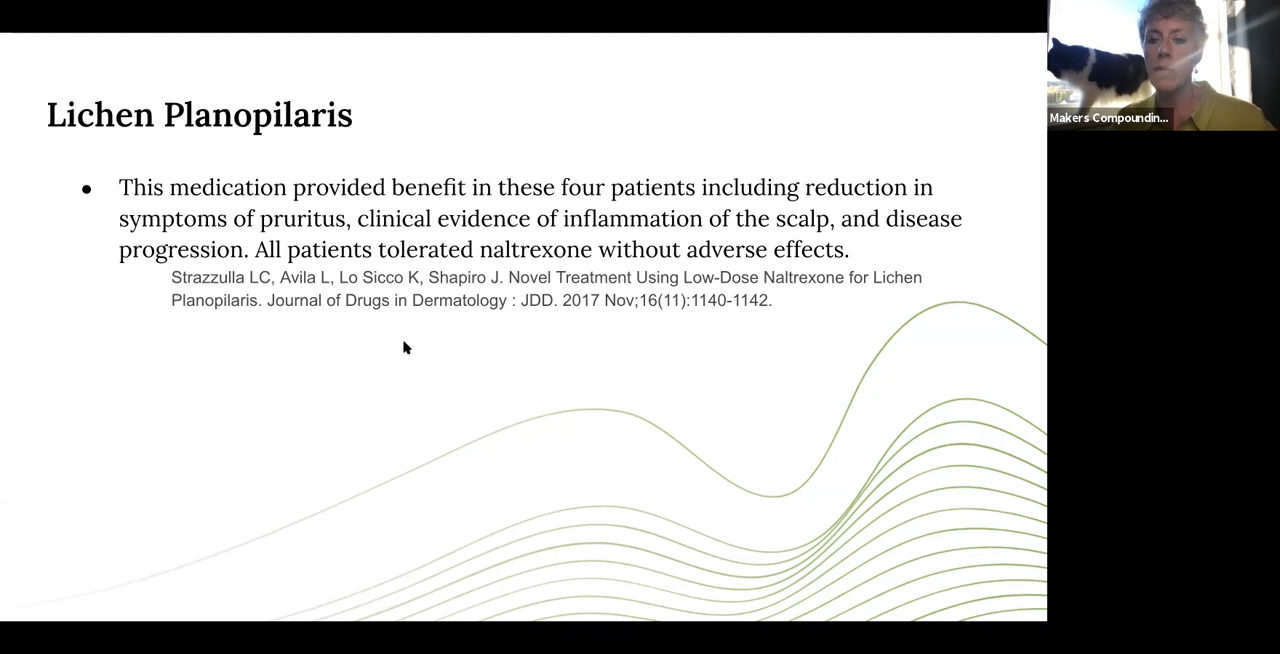 Lichen Planopilaris
● This medication provided benefit in these four patients including reduction in
symptoms of pruritus, clinical evidence of inflammation of the scalp, and disease
progression. All patients tolerated naltrexone without adverse effects.
Strazzulla LC, Avila L, Lo Sicco K, Shapiro J. Novel Treatment Using Low-Dose Naltrexone for Lichen
Planopilaris. Journal of Drugs in Dermatology : JDD. 2017 Nov;16(11):1140-1142.
Makers Compoundin...